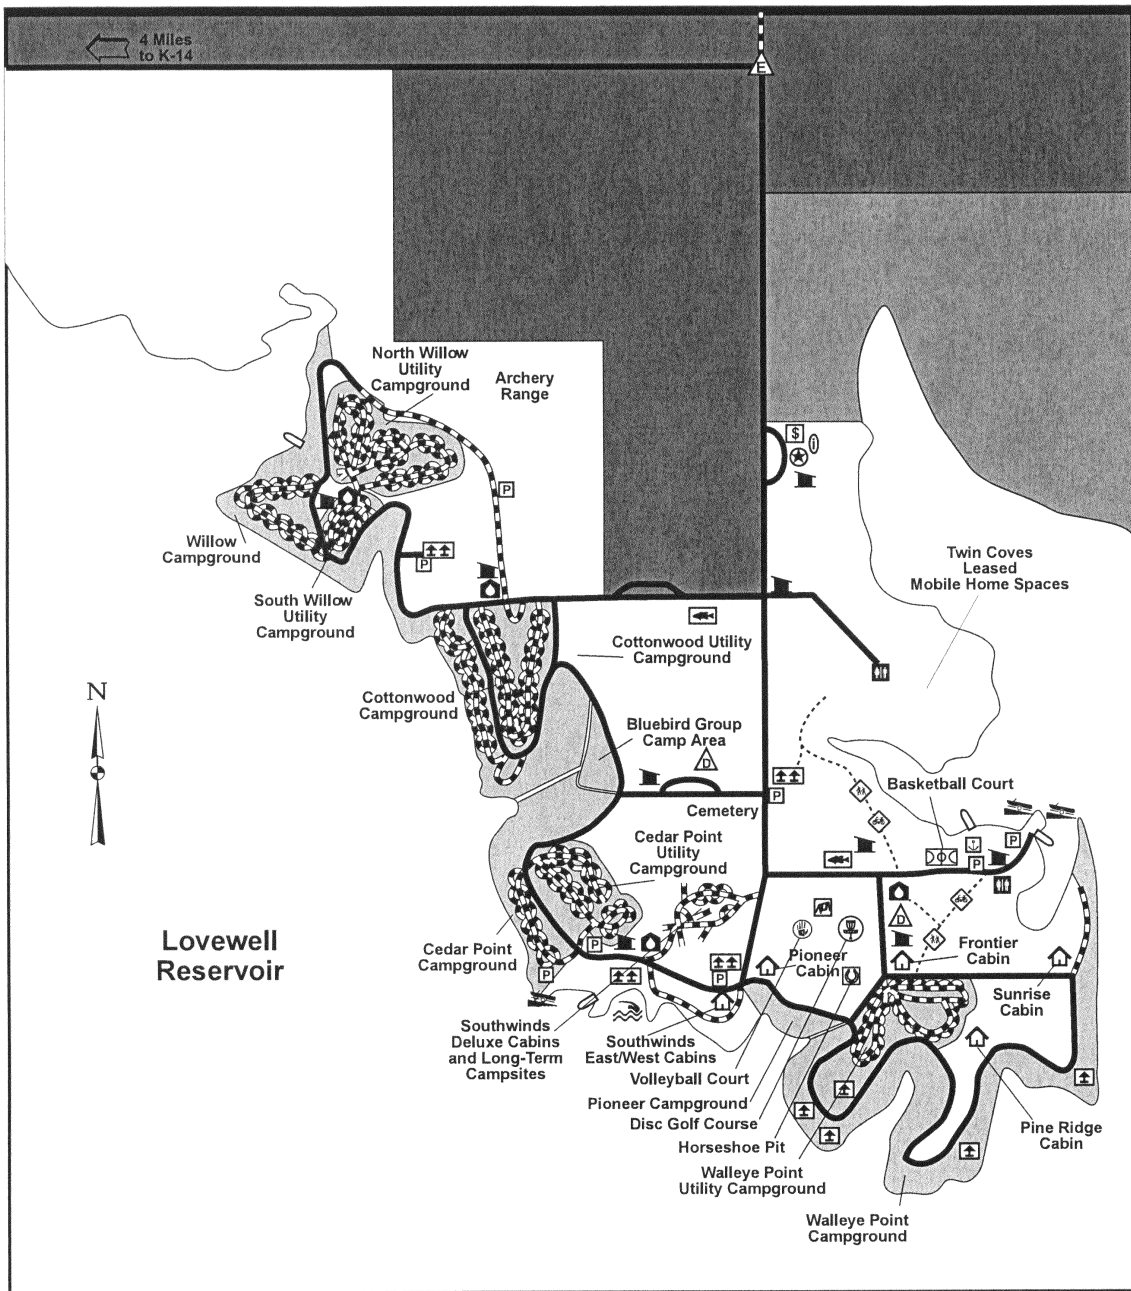 4 Miles
to K-14
E
North Willow
Utility
Campground
Archery
Range
$
i
P
Willow
Campground
P
South Willow
Utility
Campground
Twin Coves
Leased
Mobile Home Spaces
Cottonwood Utility
Campground
N
Cottonwood
Campground
Bluebird Group
Camp Area
D
Basketball Court
P
Cemetery
Cedar Point
Utility
Campground
P
P
D
Lovewell
Reservoir
Cedar Point
Campground
P
P
Pioneer
Cabin
Frontier
Cabin
P
Sunrise
Cabin
Southwinds
Deluxe Cabins
and Long-Term
Campsites
Southwinds
East/West Cabins
Volleyball Court
Pioneer Campground
Disc Golf Course
Horseshoe Pit
Walleye Point
Utility Campground
Pine Ridge
Cabin
Walleye Point
Campground